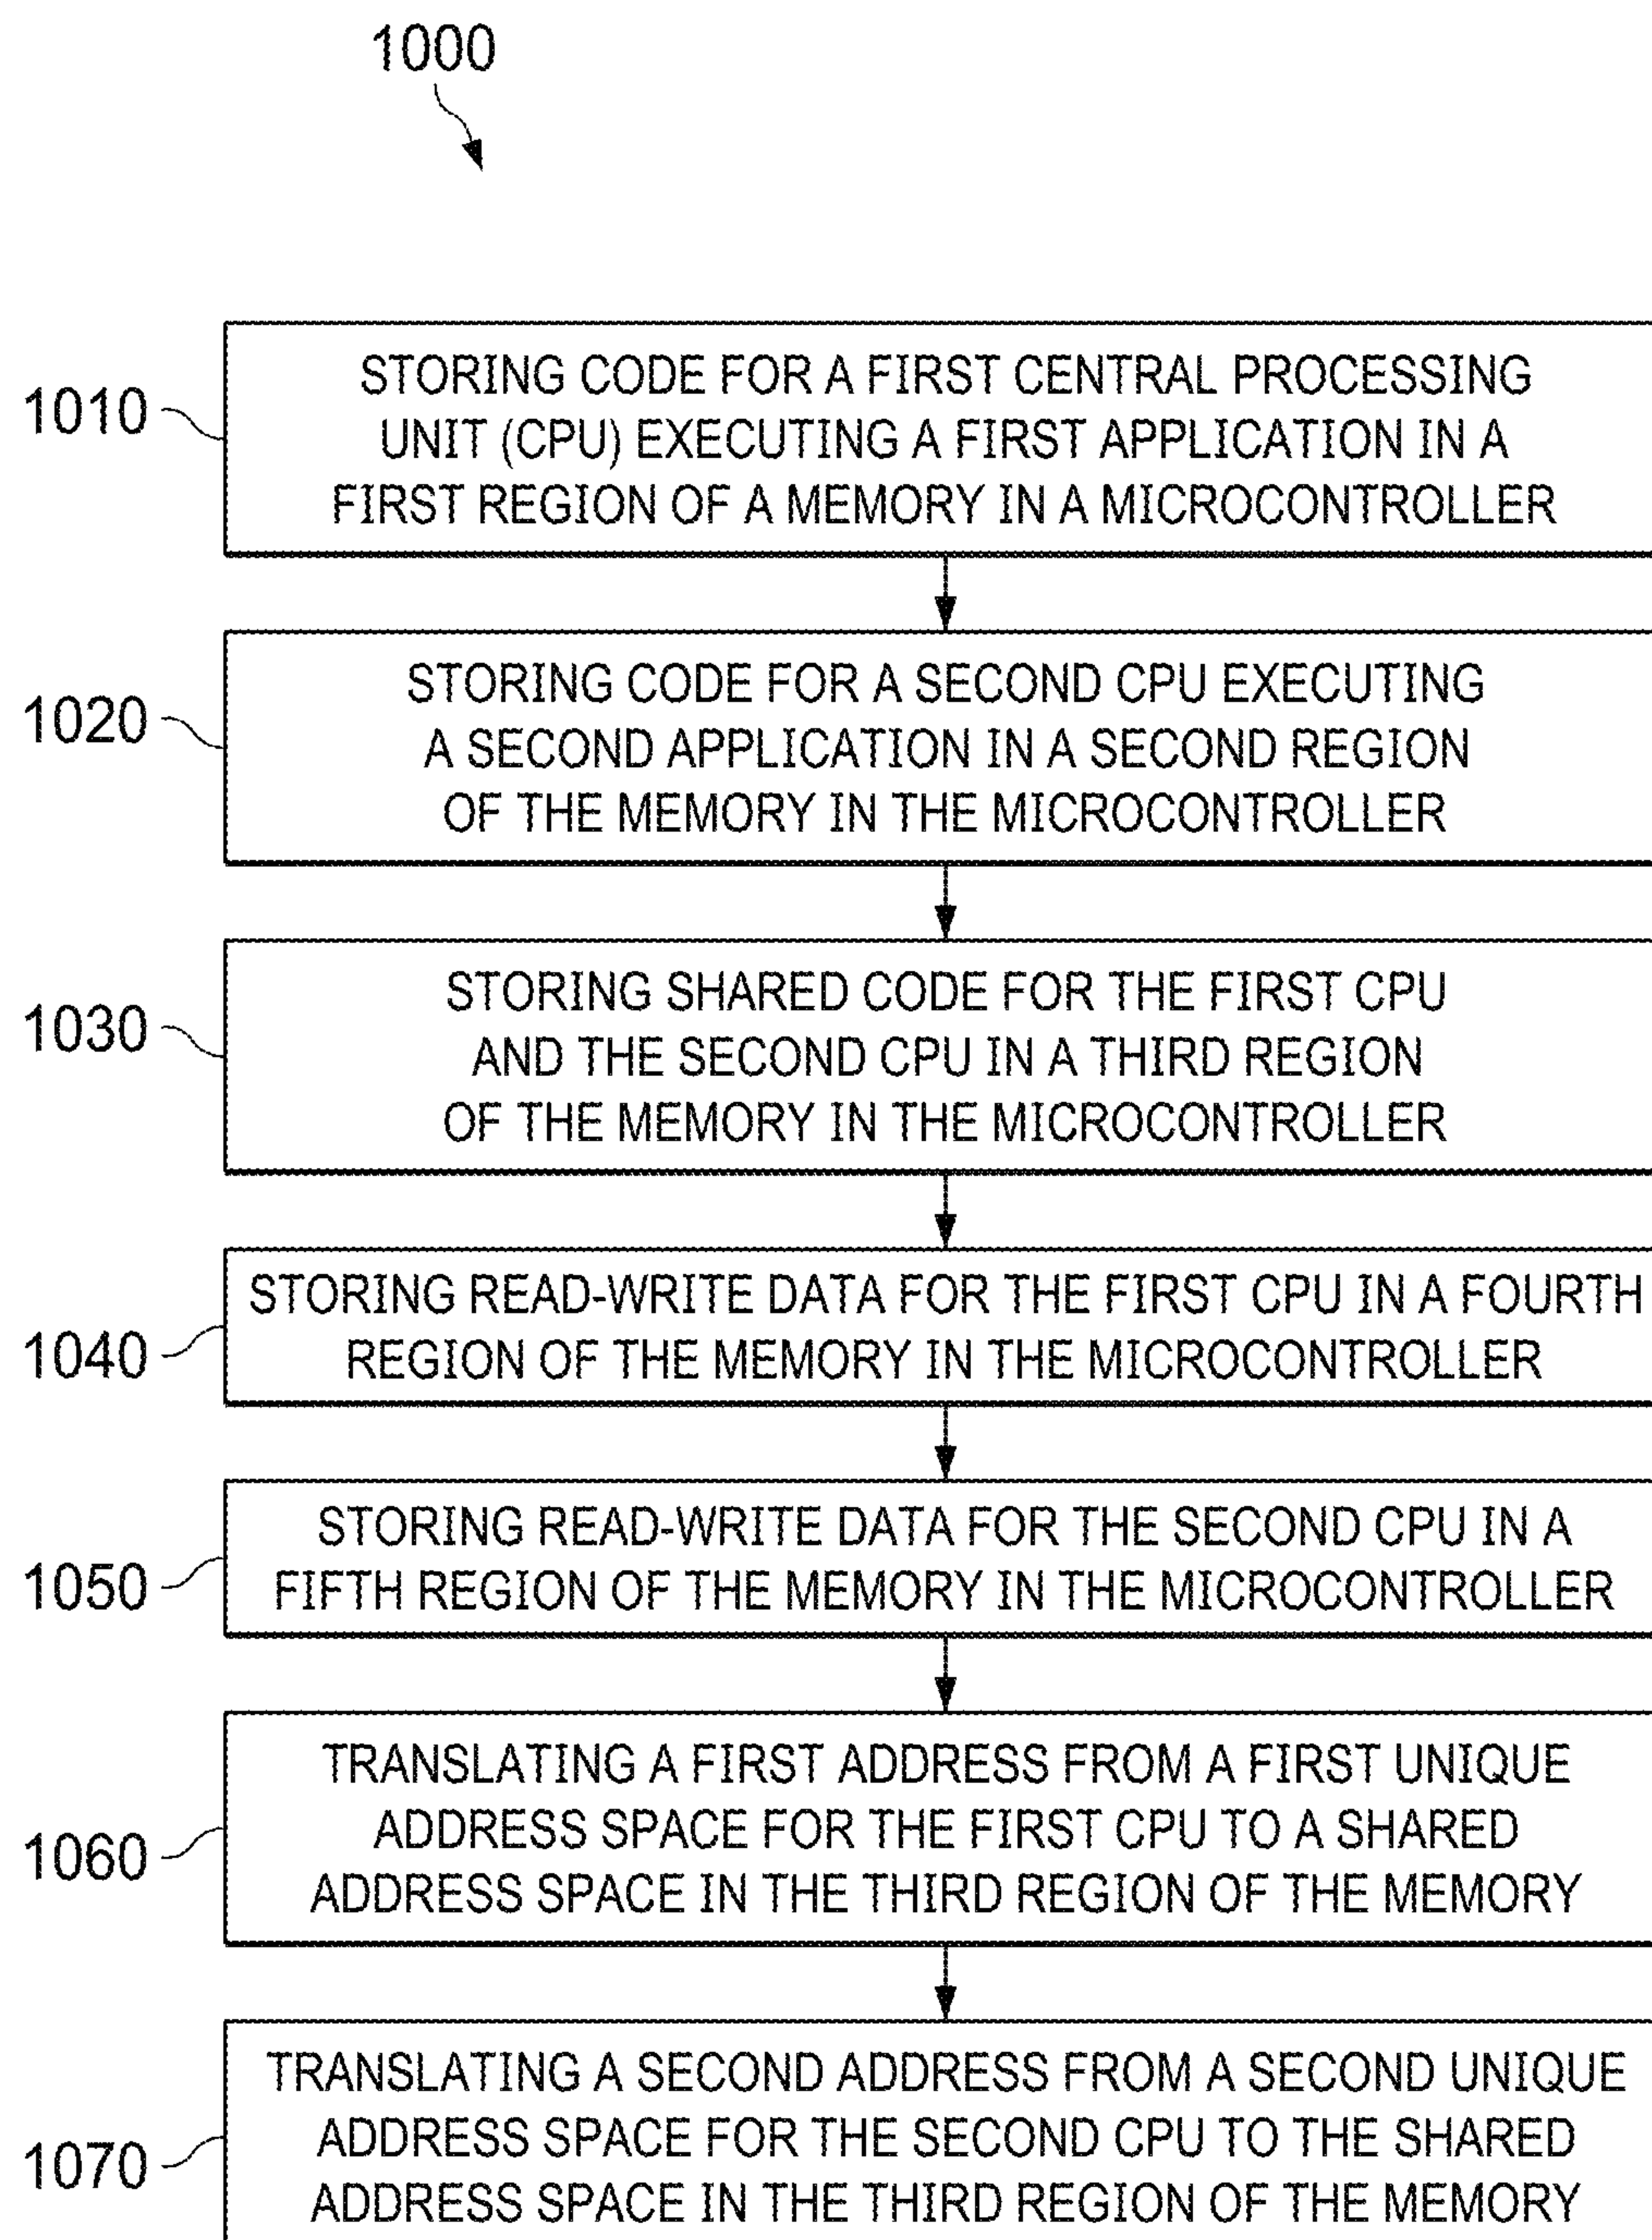 1000
1010
STORING CODE FOR A FIRST CENTRAL PROCESSING
UNIT (CPU) EXECUTING A FIRST APPLICATION IN A
FIRST REGION OF A MEMORY IN A MICROCONTROLLER
1020
STORING CODE FOR A SECOND CPU EXECUTING
A SECOND APPLICATION IN A SECOND REGION
OF THE MEMORY IN THE MICROCONTROLLER
1030
STORING SHARED CODE FOR THE FIRST CPU
AND THE SECOND CPU IN A THIRD REGION
OF THE MEMORY IN THE MICROCONTROLLER
1040
STORING READ-WRITE DATA FOR THE FIRST CPU IN A FOURTH
REGION OF THE MEMORY IN THE MICROCONTROLLER
1050
STORING READ-WRITE DATA FOR THE SECOND CPU IN A
FIFTH REGION OF THE MEMORY IN THE MICROCONTROLLER
1060
TRANSLATING A FIRST ADDRESS FROM A FIRST UNIQUE
ADDRESS SPACE FOR THE FIRST CPU TO A SHARED
ADDRESS SPACE IN THE THIRD REGION OF THE MEMORY
1070
TRANSLATING A SECOND ADDRESS FROM A SECOND UNIQUE
ADDRESS SPACE FOR THE SECOND CPU TO THE SHARED
ADDRESS SPACE IN THE THIRD REGION OF THE MEMORY